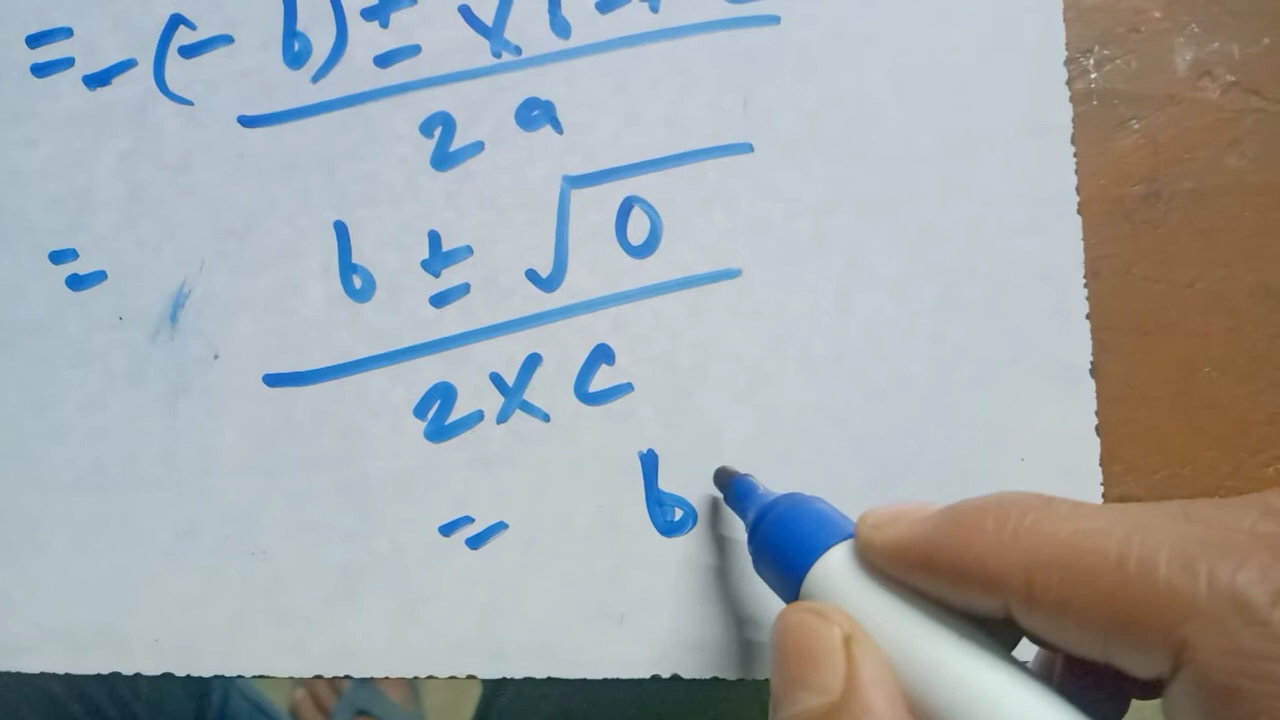 = -(-b) ±
2a
= b ± √0
2×c
= b